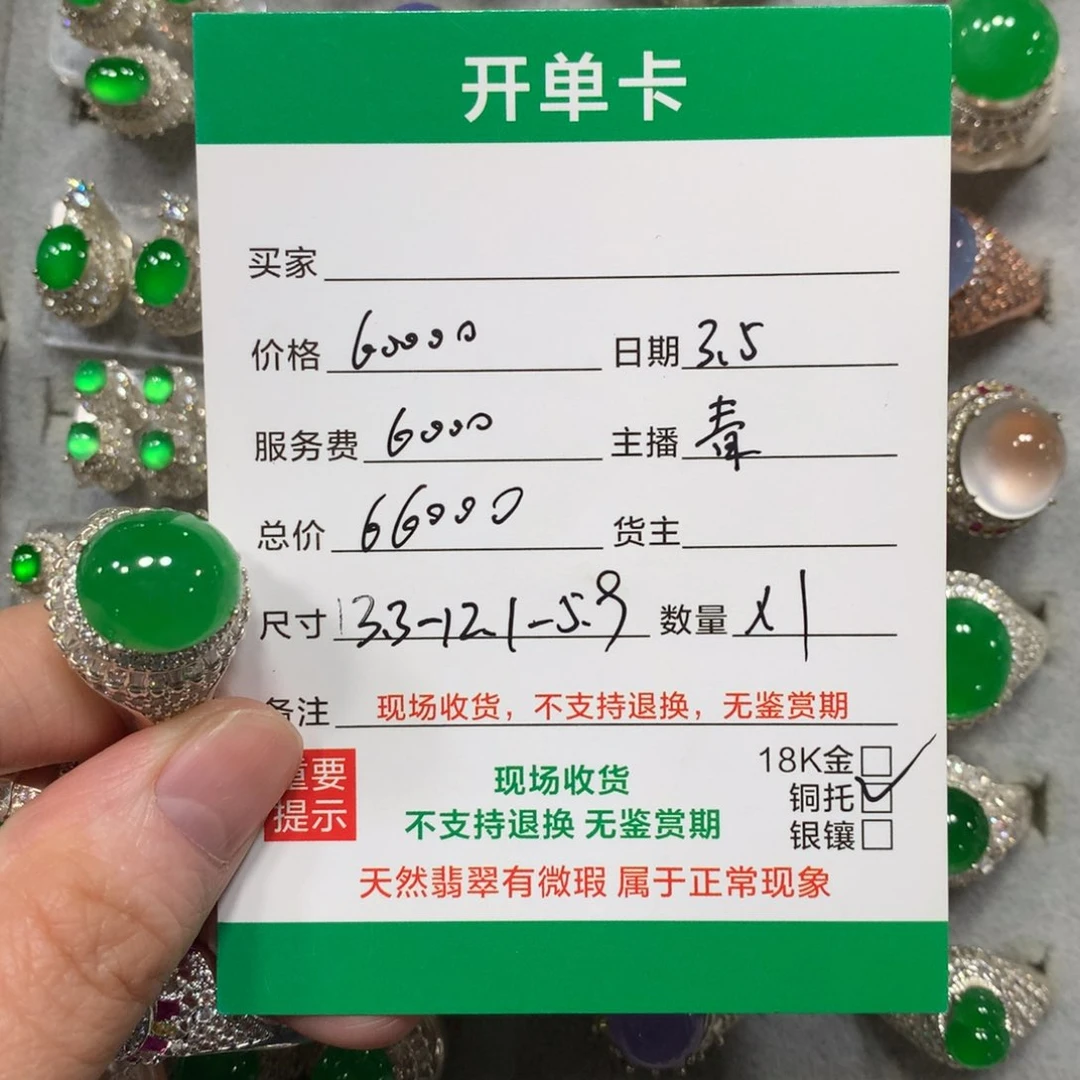 开单卡
买家
价格 60000 日期 3.5
服务费 6000 主播
总价 66000 货主
尺寸 13.3-12.1-5.9 数量 x1
备注 现场收货，不支持退换，无鉴赏期
重要 现场收货 18K金
提示 不支持退换 无鉴赏期 铜托
银镶
天然翡翠有微瑕 属于正常现象